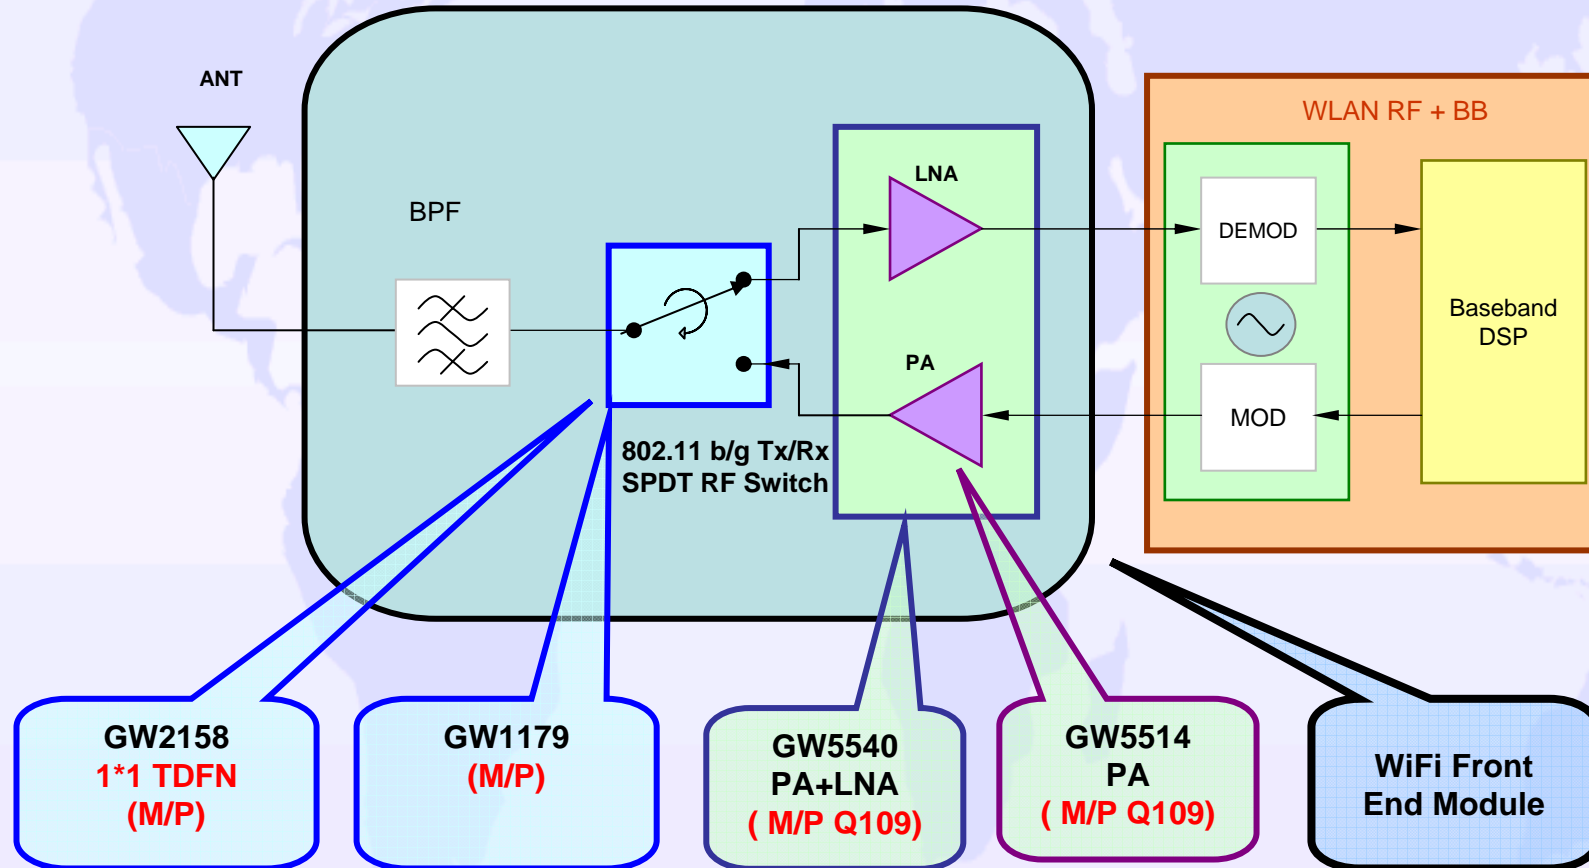 ANT
WLAN RF + BB
LNA
BPF
DEMOD
Baseband
DSP
PA
MOD
802.11 b/g Tx/Rx
SPDT RF Switch
GW2158
1*1 TDFN
(M/P)
GW1179
(M/P)
GW5540
PA+LNA
( M/P Q109)
GW5514
PA
( M/P Q109)
WiFi Front
End Module